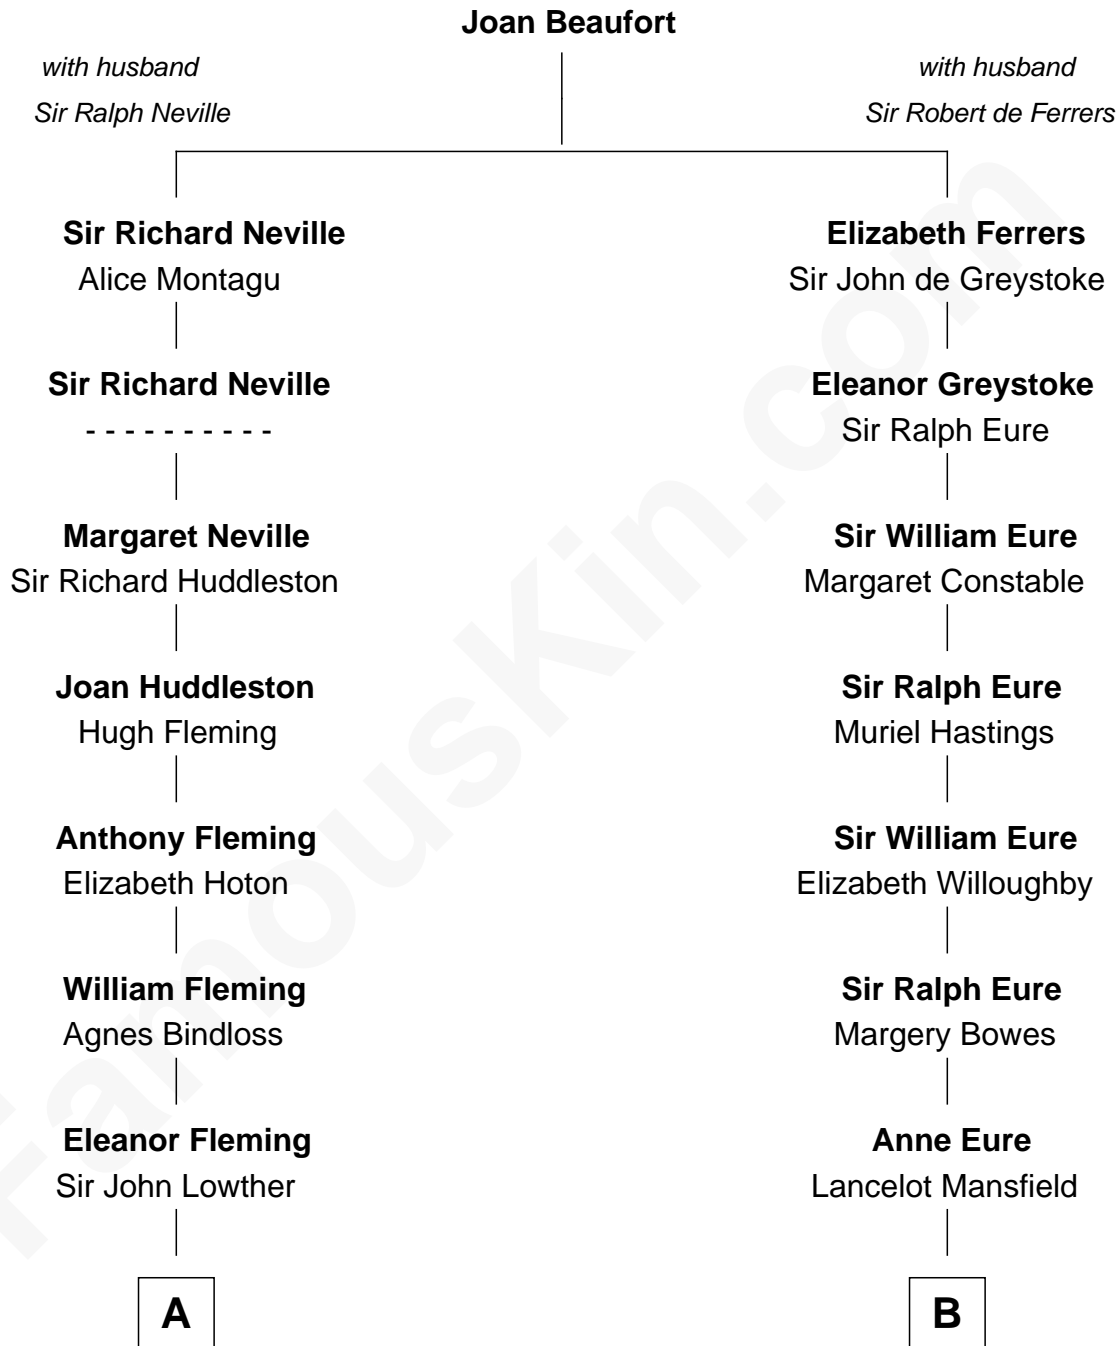 Joan Beaufort
with husband
Sir Ralph Neville
with husband
Sir Robert de Ferrers
Sir Richard Neville
Alice Montagu
Elizabeth Ferrers
Sir John de Greystoke
Sir Richard Neville
- - - - - - - - - -
Eleanor Greystoke
Sir Ralph Eure
Margaret Neville
Sir Richard Huddleston
Sir William Eure
Margaret Constable
Joan Huddleston
Hugh Fleming
Sir Ralph Eure
Muriel Hastings
Anthony Fleming
Elizabeth Hoton
Sir William Eure
Elizabeth Willoughby
William Fleming
Agnes Bindloss
Sir Ralph Eure
Margery Bowes
Eleanor Fleming
Sir John Lowther
Anne Eure
Lancelot Mansfield
A
B
FamousKin.com